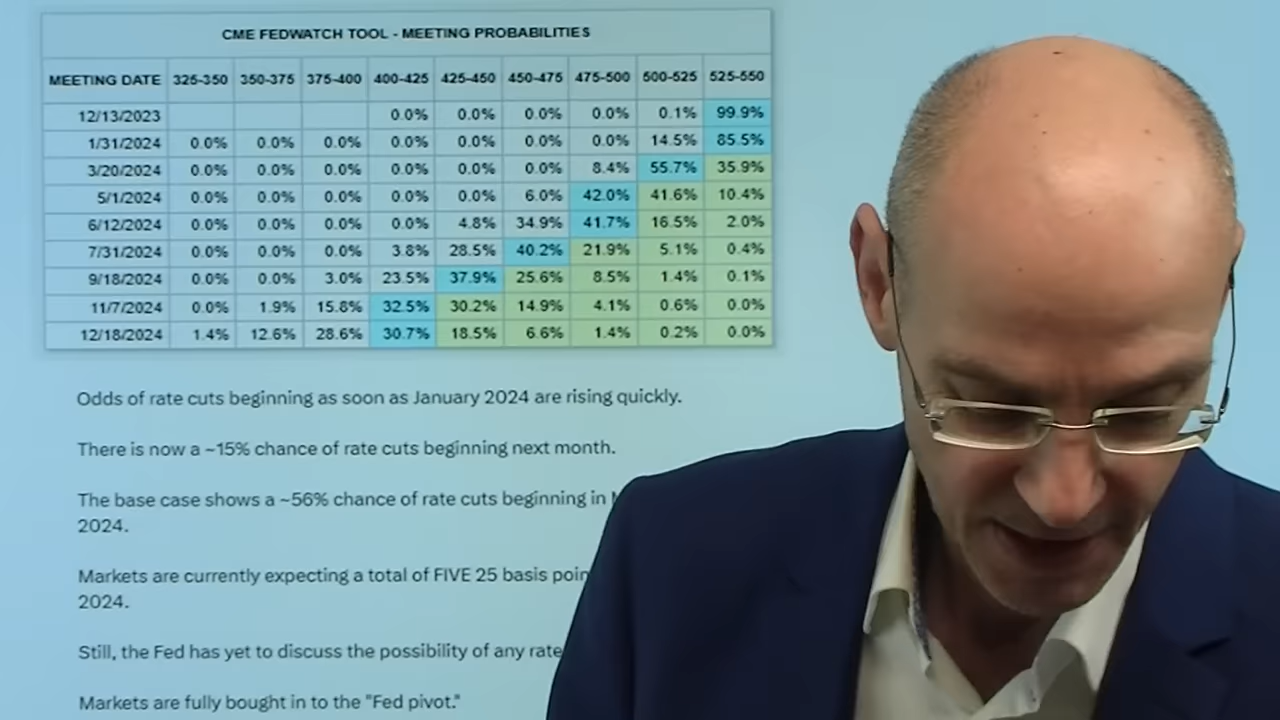 CME FEDWATCH TOOL - MEETING PROBABILITIES
MEETING DATE 325-350 350-375 375-400 400-425 425-450 450-475 475-500 500-525 525-550
12/13/2023 0.0% 0.0% 0.0% 0.0% 0.1% 99.9%
1/31/2024 0.0% 0.0% 0.0% 0.0% 0.0% 0.0% 0.0% 14.5% 85.5%
3/20/2024 0.0% 0.0% 0.0% 0.0% 0.0% 0.0% 8.4% 55.7% 35.9%
5/1/2024 0.0% 0.0% 0.0% 0.0% 0.0% 6.0% 42.0% 41.6% 10.4%
6/12/2024 0.0% 0.0% 0.0% 0.0% 4.8% 34.9% 41.7% 16.5% 2.0%
7/31/2024 0.0% 0.0% 0.0% 3.8% 28.5% 40.2% 21.9% 5.1% 0.4%
9/18/2024 0.0% 0.0% 3.0% 23.5% 37.9% 25.6% 8.5% 1.4% 0.1%
11/7/2024 0.0% 1.9% 15.8% 32.5% 30.2% 14.9% 4.1% 0.6% 0.0%
12/18/2024 1.4% 12.6% 28.6% 30.7% 18.5% 6.6% 1.4% 0.2% 0.0%
Odds of rate cuts beginning as soon as January 2024 are rising quickly.
There is now a ~15% chance of rate cuts beginning next month.
The base case shows a ~56% chance of rate cuts beginning in
2024.
Markets are currently expecting a total of FIVE 25 basis
2024.
Still, the Fed has yet to discuss the possibility of any rate
Markets are fully bought in to the "Fed pivot."